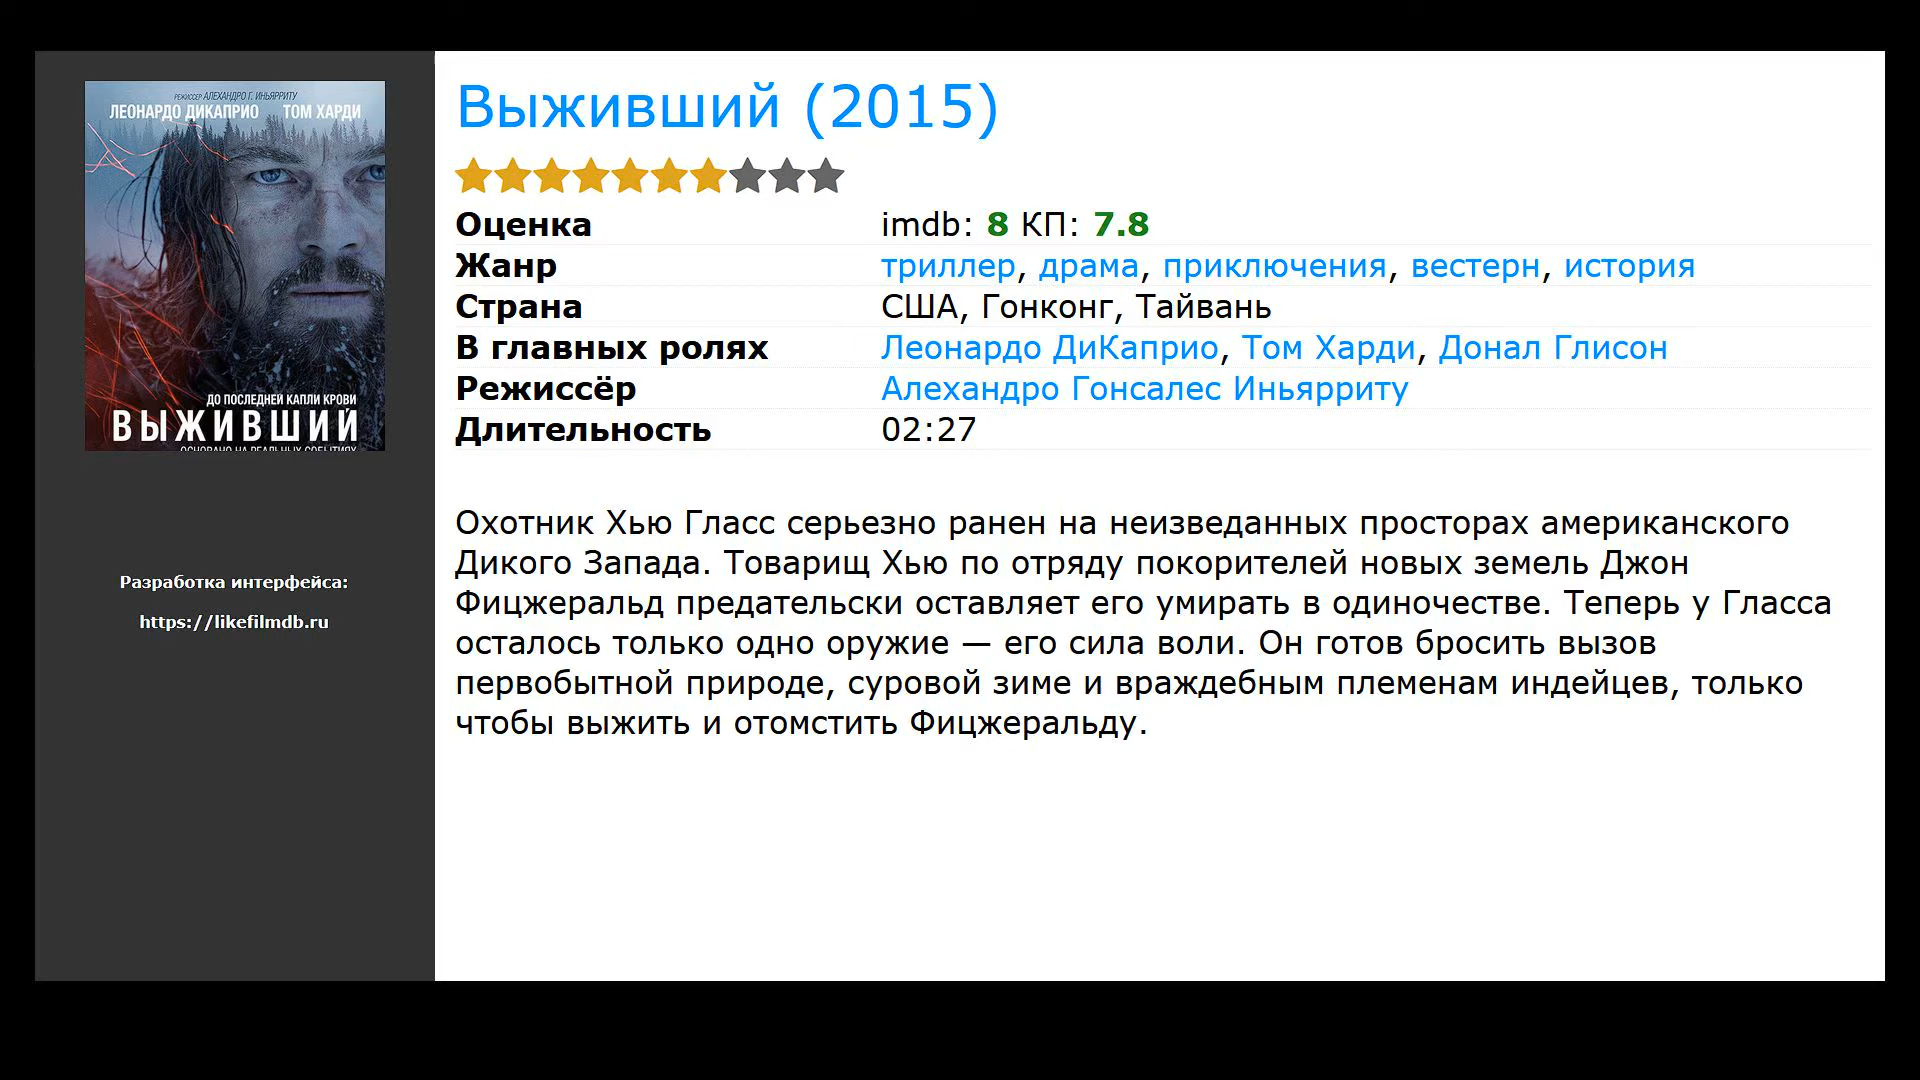 РЕЖИССЕР АЛЕХАНДРО Г. ИНЬЯРРИТУ
ЛЕОНАРДО ДИКАПРИО ТОМ ХАРДИ
ДО ПОСЛЕДНЕЙ КАПЛИ КРОВИ
ВЫЖИВШИЙ
ОСНОВАНО НА РЕАЛЬНЫХ СОБЫТИЯХ
Разработка интерфейса:
https://likefilmdb.ru
Выживший (2015)
Оценка imdb: 8 КП: 7.8
Жанр триллер, драма, приключения, вестерн, история
Страна США, Гонконг, Тайвань
В главных ролях Леонардо ДиКаприо, Том Харди, Донал Глисон
Режиссёр Алехандро Гонсалес Иньярриту
Длительность 02:27
Охотник Хью Гласс серьезно ранен на неизведанных просторах американского
Дикого Запада. Товарищ Хью по отряду покорителей новых земель Джон
Фицжеральд предательски оставляет его умирать в одиночестве. Теперь у Гласса
осталось только одно оружие — его сила воли. Он готов бросить вызов
первобытной природе, суровой зиме и враждебным племенам индейцев, только
чтобы выжить и отомстить Фицжеральду.